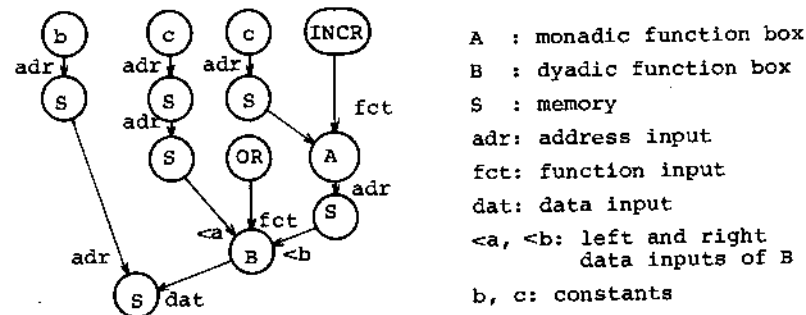 b c c INCR
adr adr adr
S S S
adr fct
S OR A
adr
S
<a fct <b
B
adr S dat
A : monadic function box
B : dyadic function box
S : memory
adr: address input
fct: function input
dat: data input
<a, <b: left and right
data inputs of B
b, c: constants